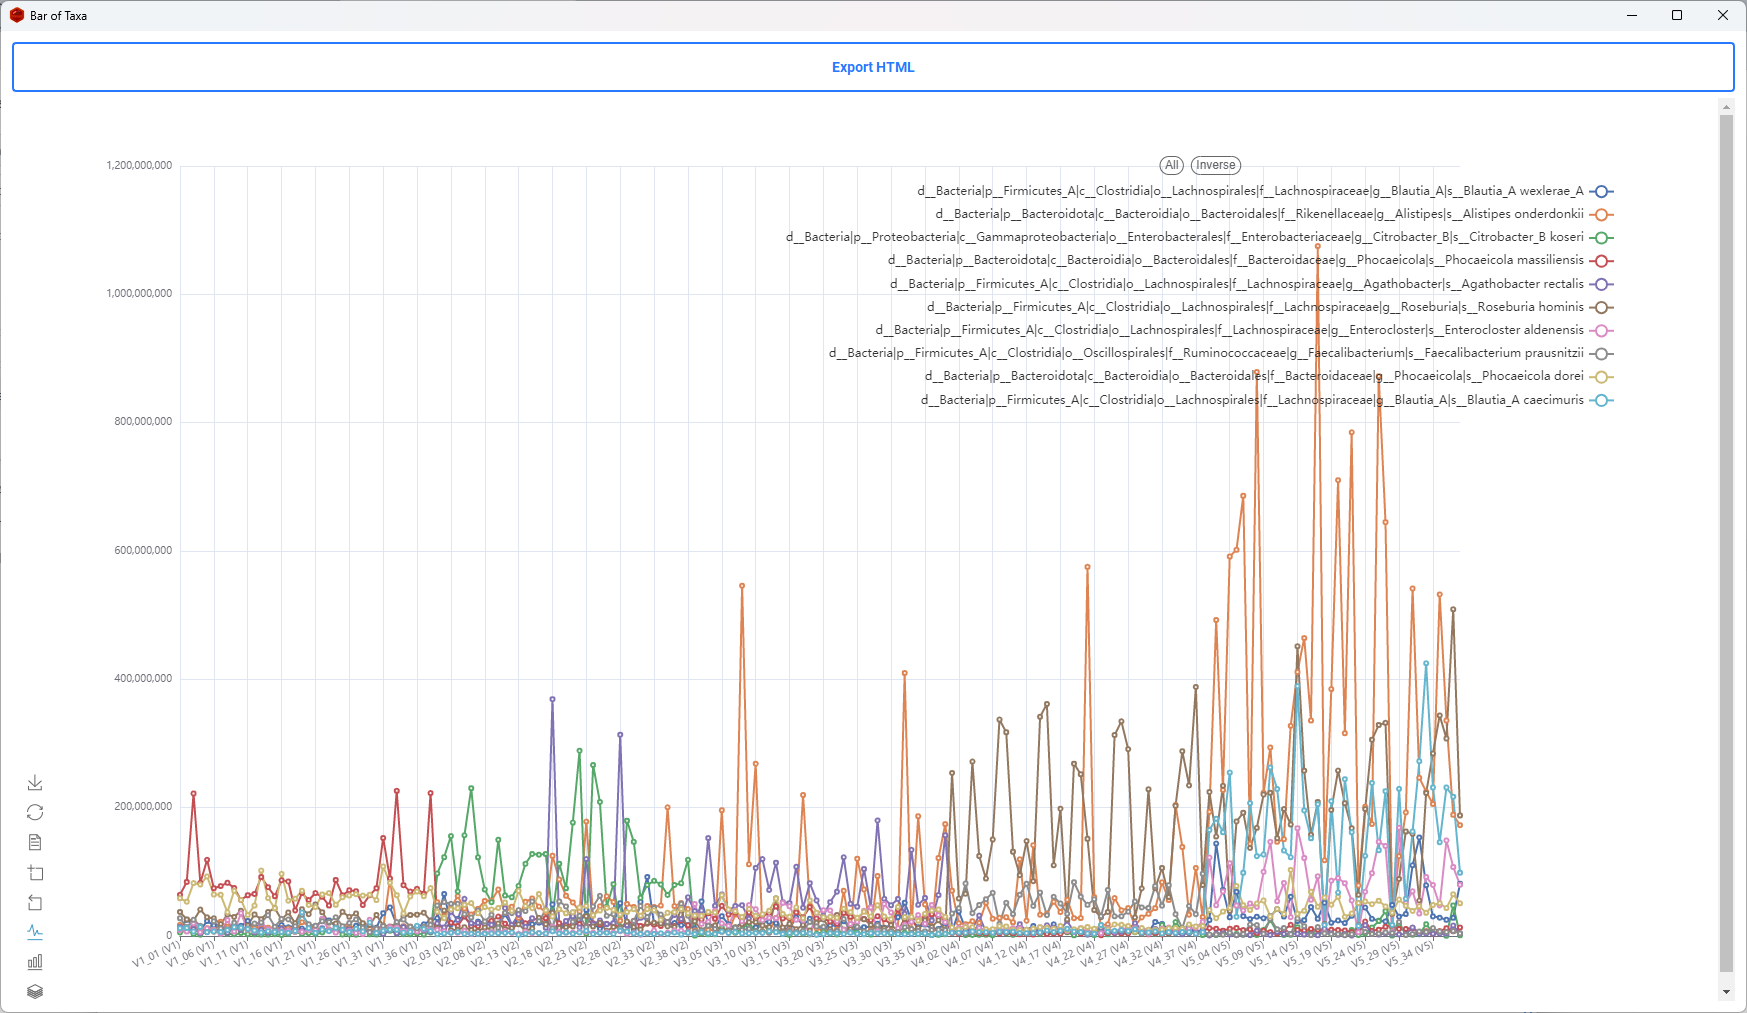 Bar of Taxa
Export HTML
All Inverse
d__Bacteria|p__Firmicutes_A|c__Clostridia|o__Lachnospirales|f__Lachnospiraceae|g__Blautia_A|s__Blautia_A wexlerae_A
d__Bacteria|p__Bacteroidota|c__Bacteroidia|o__Bacteroidales|f__Rikenellaceae|g__Alistipes|s__Alistipes onderdonkii
d__Bacteria|p__Proteobacteria|c__Gammaproteobacteria|o__Enterobacterales|f__Enterobacteriaceae|g__Citrobacter_B|s__Citrobacter_B koseri
d__Bacteria|p__Bacteroidota|c__Bacteroidia|o__Bacteroidales|f__Bacteroidaceae|g__Phocaeicola|s__Phocaeicola massiliensis
d__Bacteria|p__Firmicutes_A|c__Clostridia|o__Lachnospirales|f__Lachnospiraceae|g__Agathobacter|s__Agathobacter rectalis
d__Bacteria|p__Firmicutes_A|c__Clostridia|o__Lachnospirales|f__Lachnospiraceae|g__Roseburia|s__Roseburia hominis
d__Bacteria|p__Firmicutes_A|c__Clostridia|o__Lachnospirales|f__Lachnospiraceae|g__Enterocloster|s__Enterocloster aldenensis
d__Bacteria|p__Firmicutes_A|c__Clostridia|o__Oscillospirales|f__Ruminococcaceae|g__Faecalibacterium|s__Faecalibacterium prausnitzii
d__Bacteria|p__Bacteroidota|c__Bacteroidia|o__Bacteroidales|f__Bacteroidaceae|g__Phocaeicola|s__Phocaeicola dorei
d__Bacteria|p__Firmicutes_A|c__Clostridia|o__Lachnospirales|f__Lachnospiraceae|g__Blautia_A|s__Blautia_A caecimuris
1,200,000,000
1,000,000,000
800,000,000
600,000,000
400,000,000
200,000,000
0
V1_01 (V1)
V1_06 (V1)
V1_11 (V1)
V1_16 (V1)
V1_21 (V1)
V1_26 (V1)
V1_31 (V1)
V1_36 (V1)
V2_03 (V2)
V2_08 (V2)
V2_13 (V2)
V2_18 (V2)
V2_23 (V2)
V2_28 (V2)
V2_33 (V2)
V2_38 (V2)
V3_05 (V3)
V3_10 (V3)
V3_15 (V3)
V3_20 (V3)
V3_25 (V3)
V3_30 (V3)
V3_35 (V3)
V4_02 (V4)
V4_07 (V4)
V4_12 (V4)
V4_17 (V4)
V4_22 (V4)
V4_27 (V4)
V4_32 (V4)
V4_37 (V4)
V5_04 (V5)
V5_09 (V5)
V5_14 (V5)
V5_19 (V5)
V5_24 (V5)
V5_29 (V5)
V5_34 (V5)